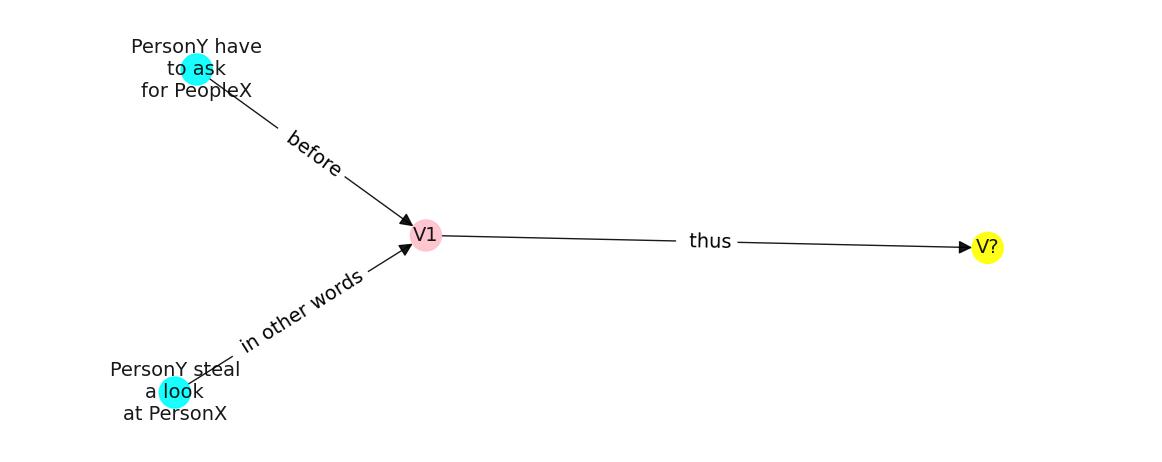 PersonY have
to ask
for PeopleX
before
V1
thus
V?
in other words
PersonY steal
a look
at PersonX